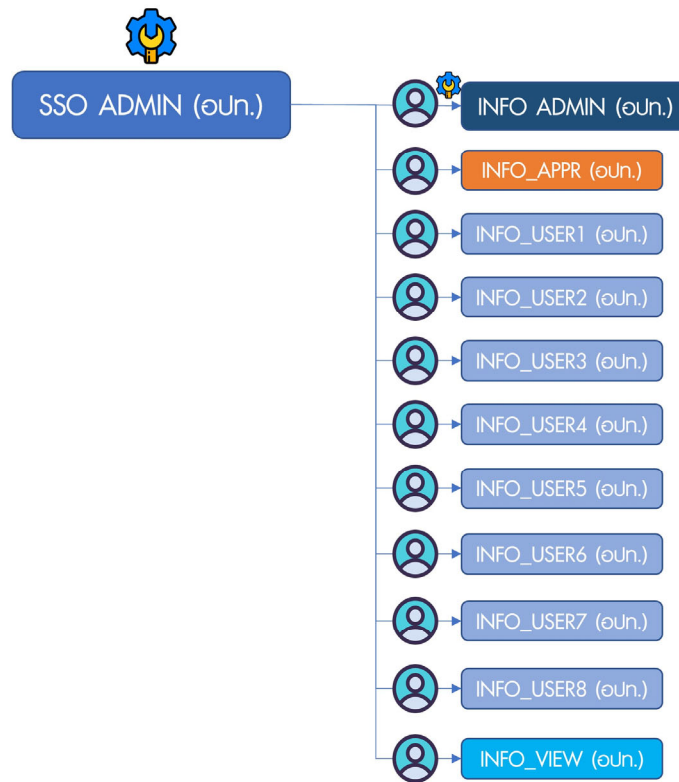 SSO ADMIN (อปท.)
INFO ADMIN (อปท.)
INFO_APPR (อปท.)
INFO_USER1 (อปท.)
INFO_USER2 (อปท.)
INFO_USER3 (อปท.)
INFO_USER4 (อปท.)
INFO_USER5 (อปท.)
INFO_USER6 (อปท.)
INFO_USER7 (อปท.)
INFO_USER8 (อปท.)
INFO_VIEW (อปท.)